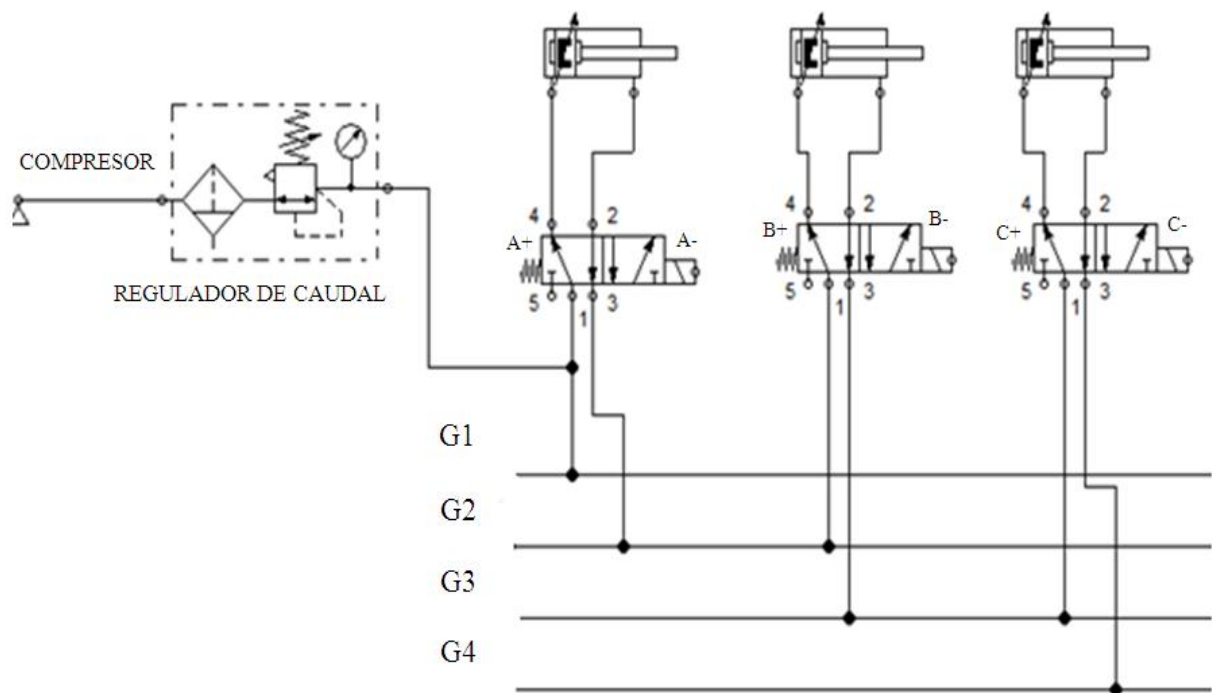 COMPRESOR
REGULADOR DE CAUDAL
4 2
A+ A-
5 1 3
4 2
B+ B-
5 1 3
4 2
C+ C-
5 1 3
G1
G2
G3
G4